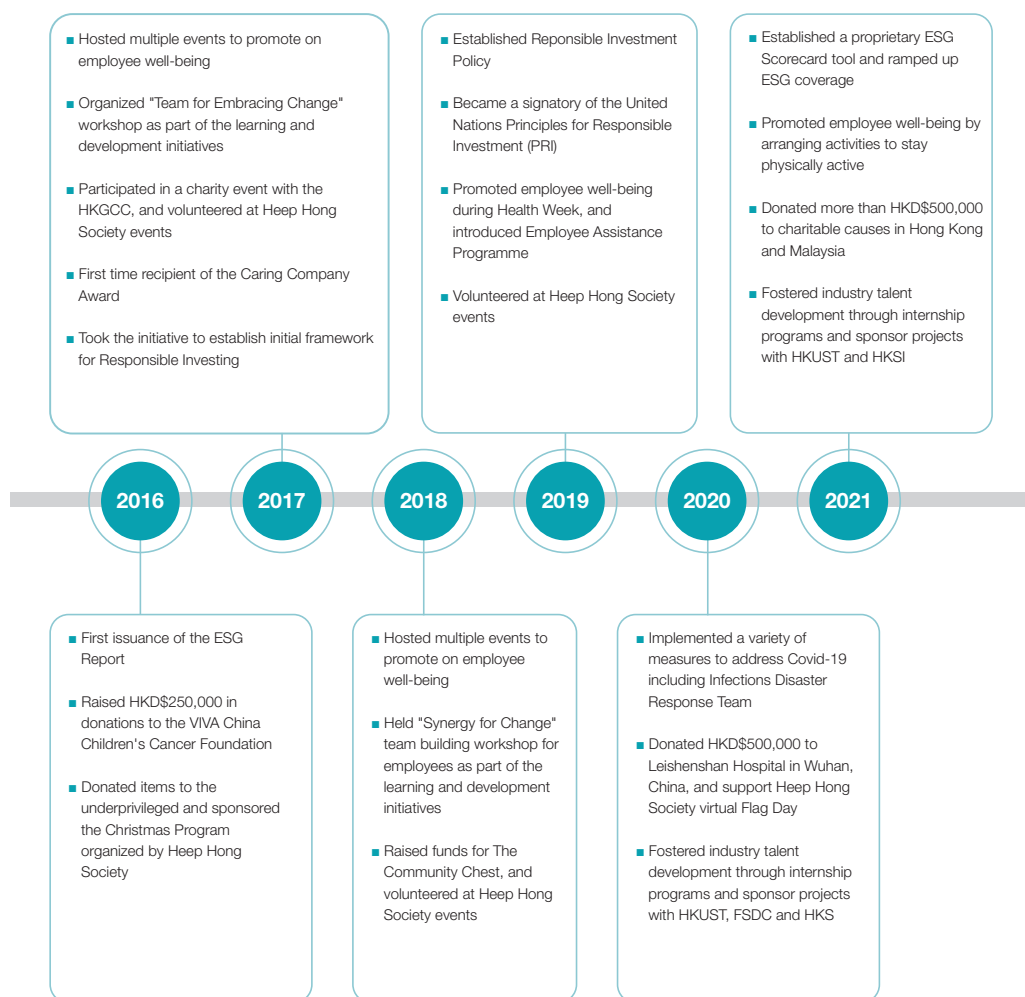 ■ Hosted multiple events to promote on
employee well-being
■ Organized "Team for Embracing Change"
workshop as part of the learning and
development initiatives
■ Participated in a charity event with the
HKGCC, and volunteered at Heep Hong
Society events
■ First time recipient of the Caring Company
Award
■ Took the initiative to establish initial framework
for Responsible Investing
■ Established Reponsible Investment
Policy
■ Became a signatory of the United
Nations Principles for Responsible
Investment (PRI)
■ Promoted employee well-being
during Health Week, and
introduced Employee Assistance
Programme
■ Volunteered at Heep Hong Society
events
■ Established a proprietary ESG
Scorecard tool and ramped up
ESG coverage
■ Promoted employee well-being by
arranging activities to stay
physically active
■ Donated more than HKD$500,000
to charitable causes in Hong Kong
and Malaysia
■ Fostered industry talent
development through internship
programs and sponsor projects
with HKUST and HKSI
2016
2017
2018
2019
2020
2021
■ First issuance of the ESG
Report
■ Raised HKD$250,000 in
donations to the VIVA China
Children's Cancer Foundation
■ Donated items to the
underprivileged and sponsored
the Christmas Program
organized by Heep Hong
Society
■ Hosted multiple events to
promote on employee
well-being
■ Held "Synergy for Change"
team building workshop for
employees as part of the
learning and development
initiatives
■ Raised funds for The
Community Chest, and
volunteered at Heep Hong
Society events
■ Implemented a variety of
measures to address Covid-19
including Infections Disaster
Response Team
■ Donated HKD$500,000 to
Leishenshan Hospital in Wuhan,
China, and support Heep Hong
Society virtual Flag Day
■ Fostered industry talent
development through internship
programs and sponsor projects
with HKUST, FSDC and HKS